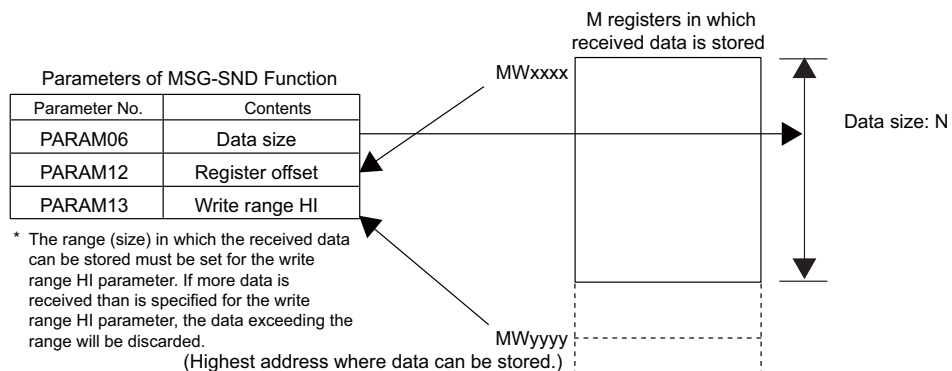 M registers in which
received data is stored
MWxxxx
Parameters of MSG-SND Function
Parameter No. Contents
PARAM06 Data size
PARAM12 Register offset
PARAM13 Write range HI
Data size: N
* The range (size) in which the received data
can be stored must be set for the write
range HI parameter. If more data is
received than is specified for the write
range HI parameter, the data exceeding the
range will be discarded.
MWyyyy
(Highest address where data can be stored.)